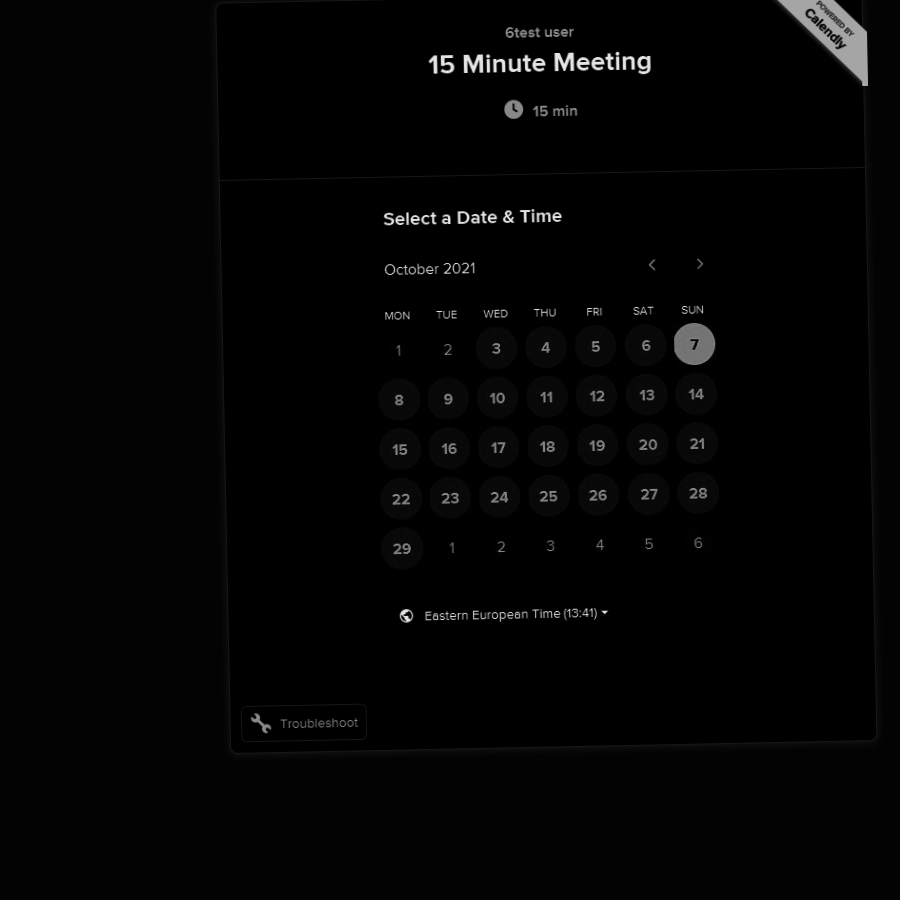 POWERED BY
Calendly
6test user
15 Minute Meeting
15 min
Select a Date & Time
October 2021
MON TUE WED THU FRI SAT SUN
1 2 3 4 5 6 7
8 9 10 11 12 13 14
15 16 17 18 19 20 21
22 23 24 25 26 27 28
29 1 2 3 4 5 6
Eastern European Time (13:41)
Troubleshoot